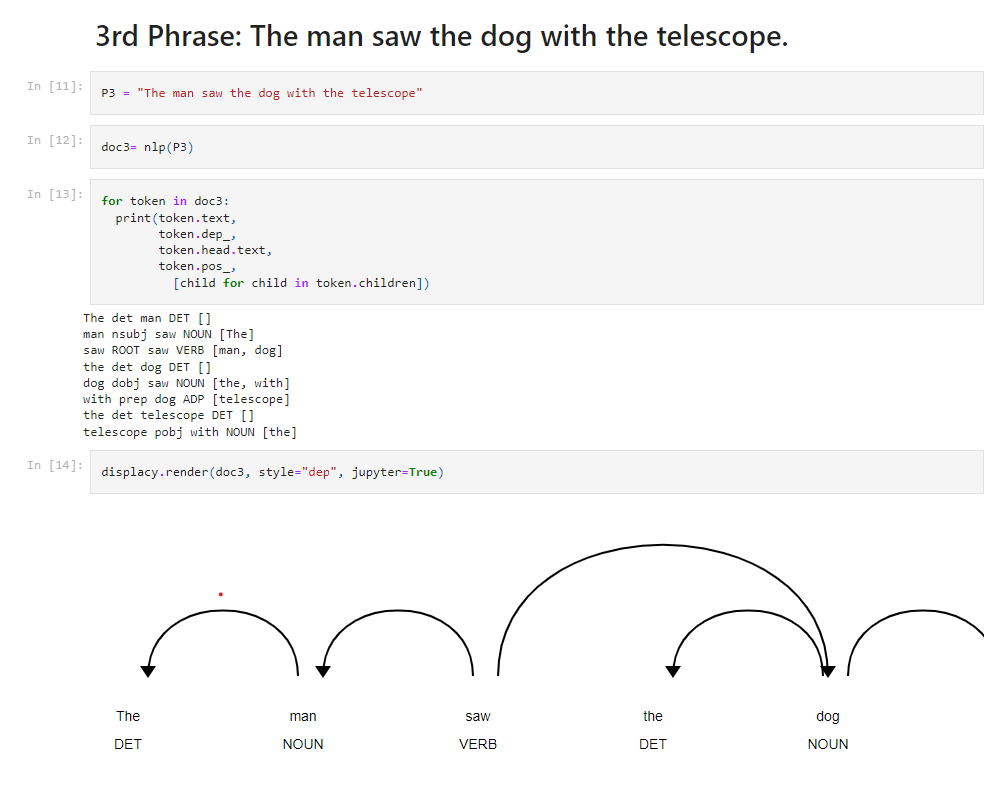 3rd Phrase: The man saw the dog with the telescope.
In [11]:
P3 = "The man saw the dog with the telescope"
In [12]:
doc3= nlp(P3)
In [13]:
for token in doc3:
  print(token.text,
        token.dep_,
        token.head.text,
        token.pos_,
          [child for child in token.children])
The det man DET []
man nsubj saw NOUN [The]
saw ROOT saw VERB [man, dog]
the det dog DET []
dog dobj saw NOUN [the, with]
with prep dog ADP [telescope]
the det telescope DET []
telescope pobj with NOUN [the]
In [14]:
displacy.render(doc3, style="dep", jupyter=True)
The man saw the dog
DET NOUN VERB DET NOUN